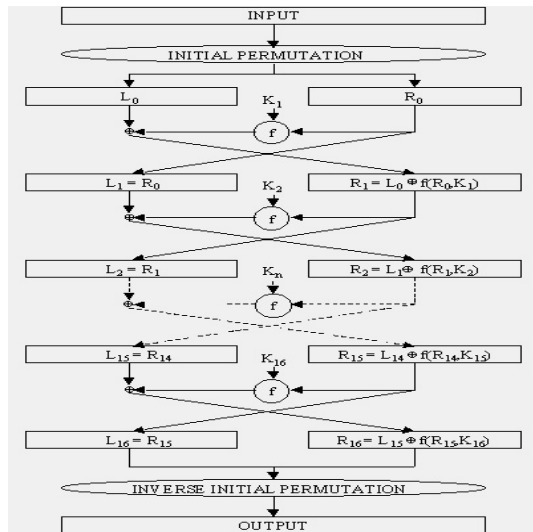 INPUT
INITIAL PERMUTATION
L₀
K₁
R₀
⊕
f
L₁ = R₀
K₂
R₁ = L₀ ⊕ f(R₀,K₁)
⊕
f
L₂ = R₁
Kₙ
R₂ = L₁⊕ f(R₁,K₂)
⊕
f
L₁₅ = R₁₄
K₁₆
R₁₅ = L₁₄ ⊕ f(R₁₄,K₁₅)
⊕
f
L₁₆ = R₁₅
R₁₆ = L₁₅ ⊕ f(R₁₅,K₁₆)
INVERSE INITIAL PERMUTATION
OUTPUT